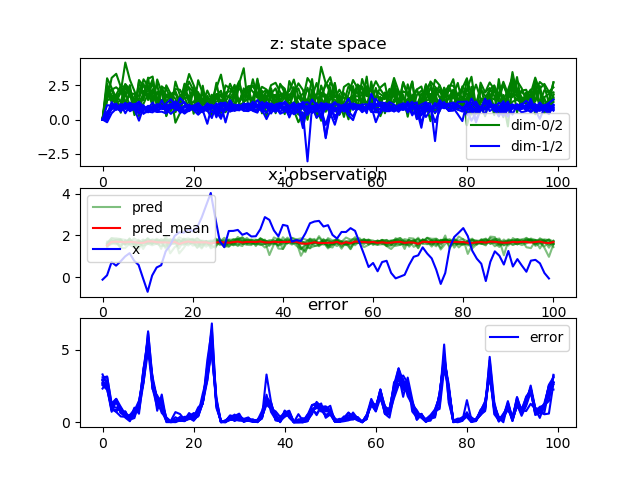 z: state space
2.5
0.0
−2.5
dim-0/2
dim-1/2
0 20 40 60 80 100
x: observation
4
2
0
pred
pred_mean
x
0 20 40 60 80 100
error
5
0
error
0 20 40 60 80 100